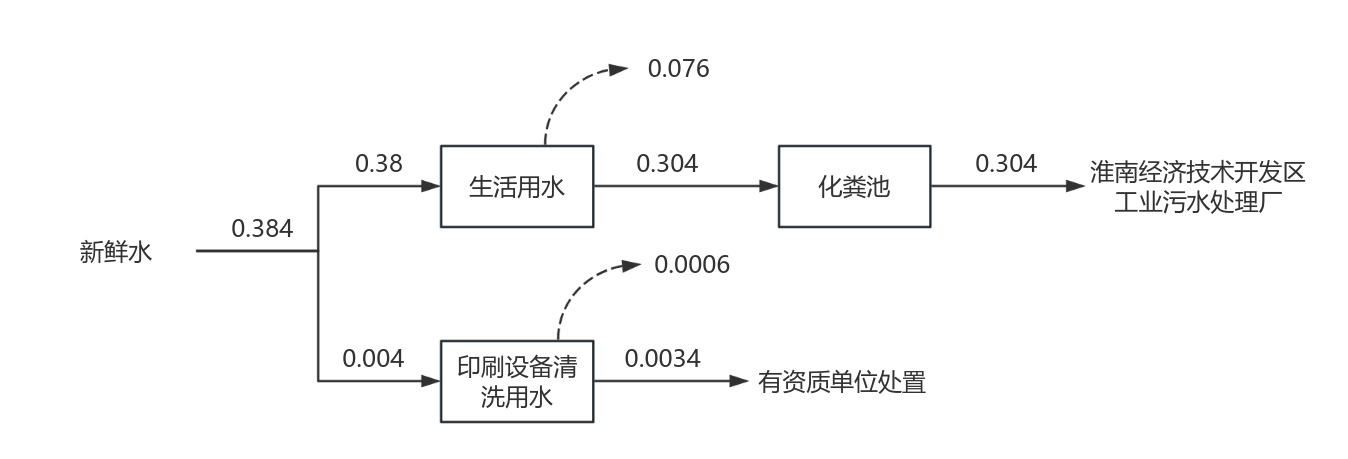 0.076
0.38
生活用水
0.304
化粪池
0.304
淮南经济技术开发区
工业污水处理厂
新鲜水
0.384
0.0006
0.004
印刷设备清
洗用水
0.0034
有资质单位处置